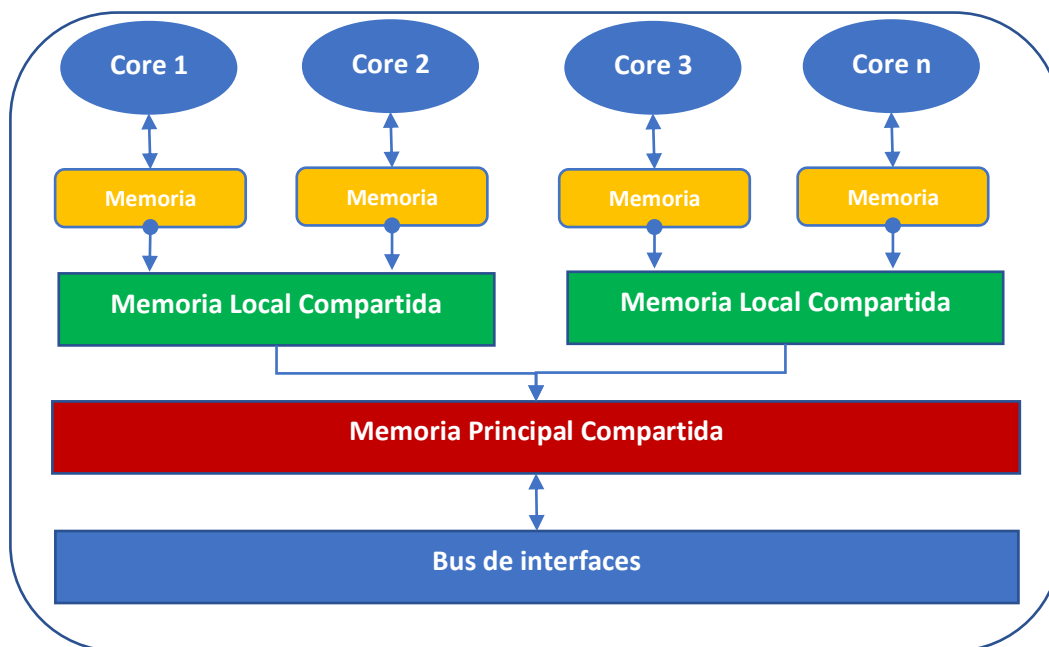 Core 1
Core 2
Core 3
Core n
Memoria
Memoria
Memoria
Memoria
Memoria Local Compartida
Memoria Local Compartida
Memoria Principal Compartida
Bus de interfaces